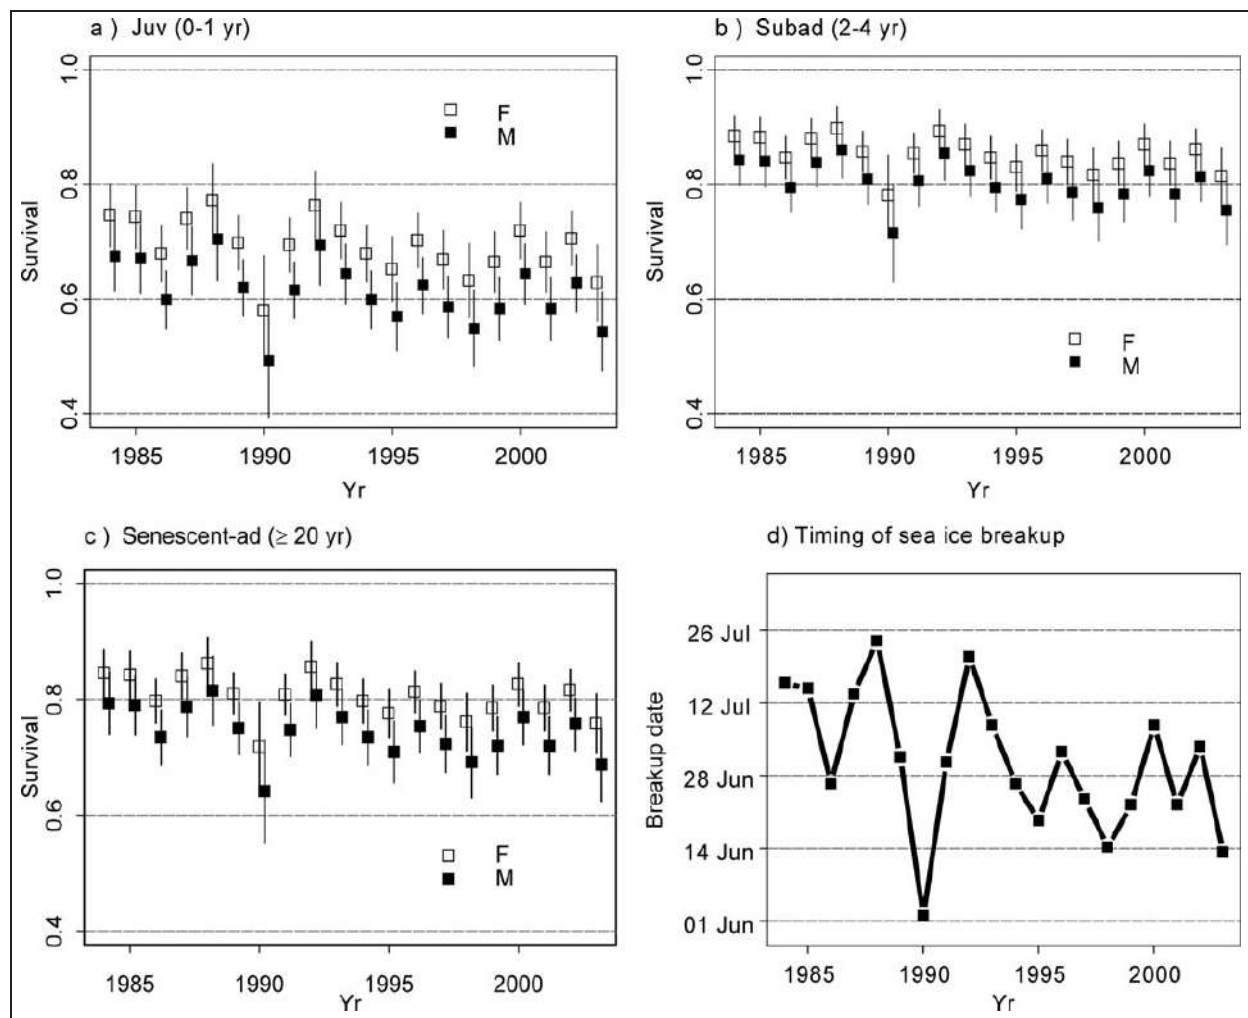 a ) Juv (0-1 yr)
1.0
0.8
0.6
0.4
Survival
F
M
1985 1990 1995 2000
Yr
b ) Subad (2-4 yr)
1.0
0.8
0.6
0.4
Survival
F
M
1985 1990 1995 2000
Yr
c ) Senescent-ad (≥ 20 yr)
1.0
0.8
0.6
0.4
Survival
F
M
1985 1990 1995 2000
Yr
d) Timing of sea ice breakup
26 Jul
12 Jul
28 Jun
14 Jun
01 Jun
Breakup date
1985 1990 1995 2000
Yr